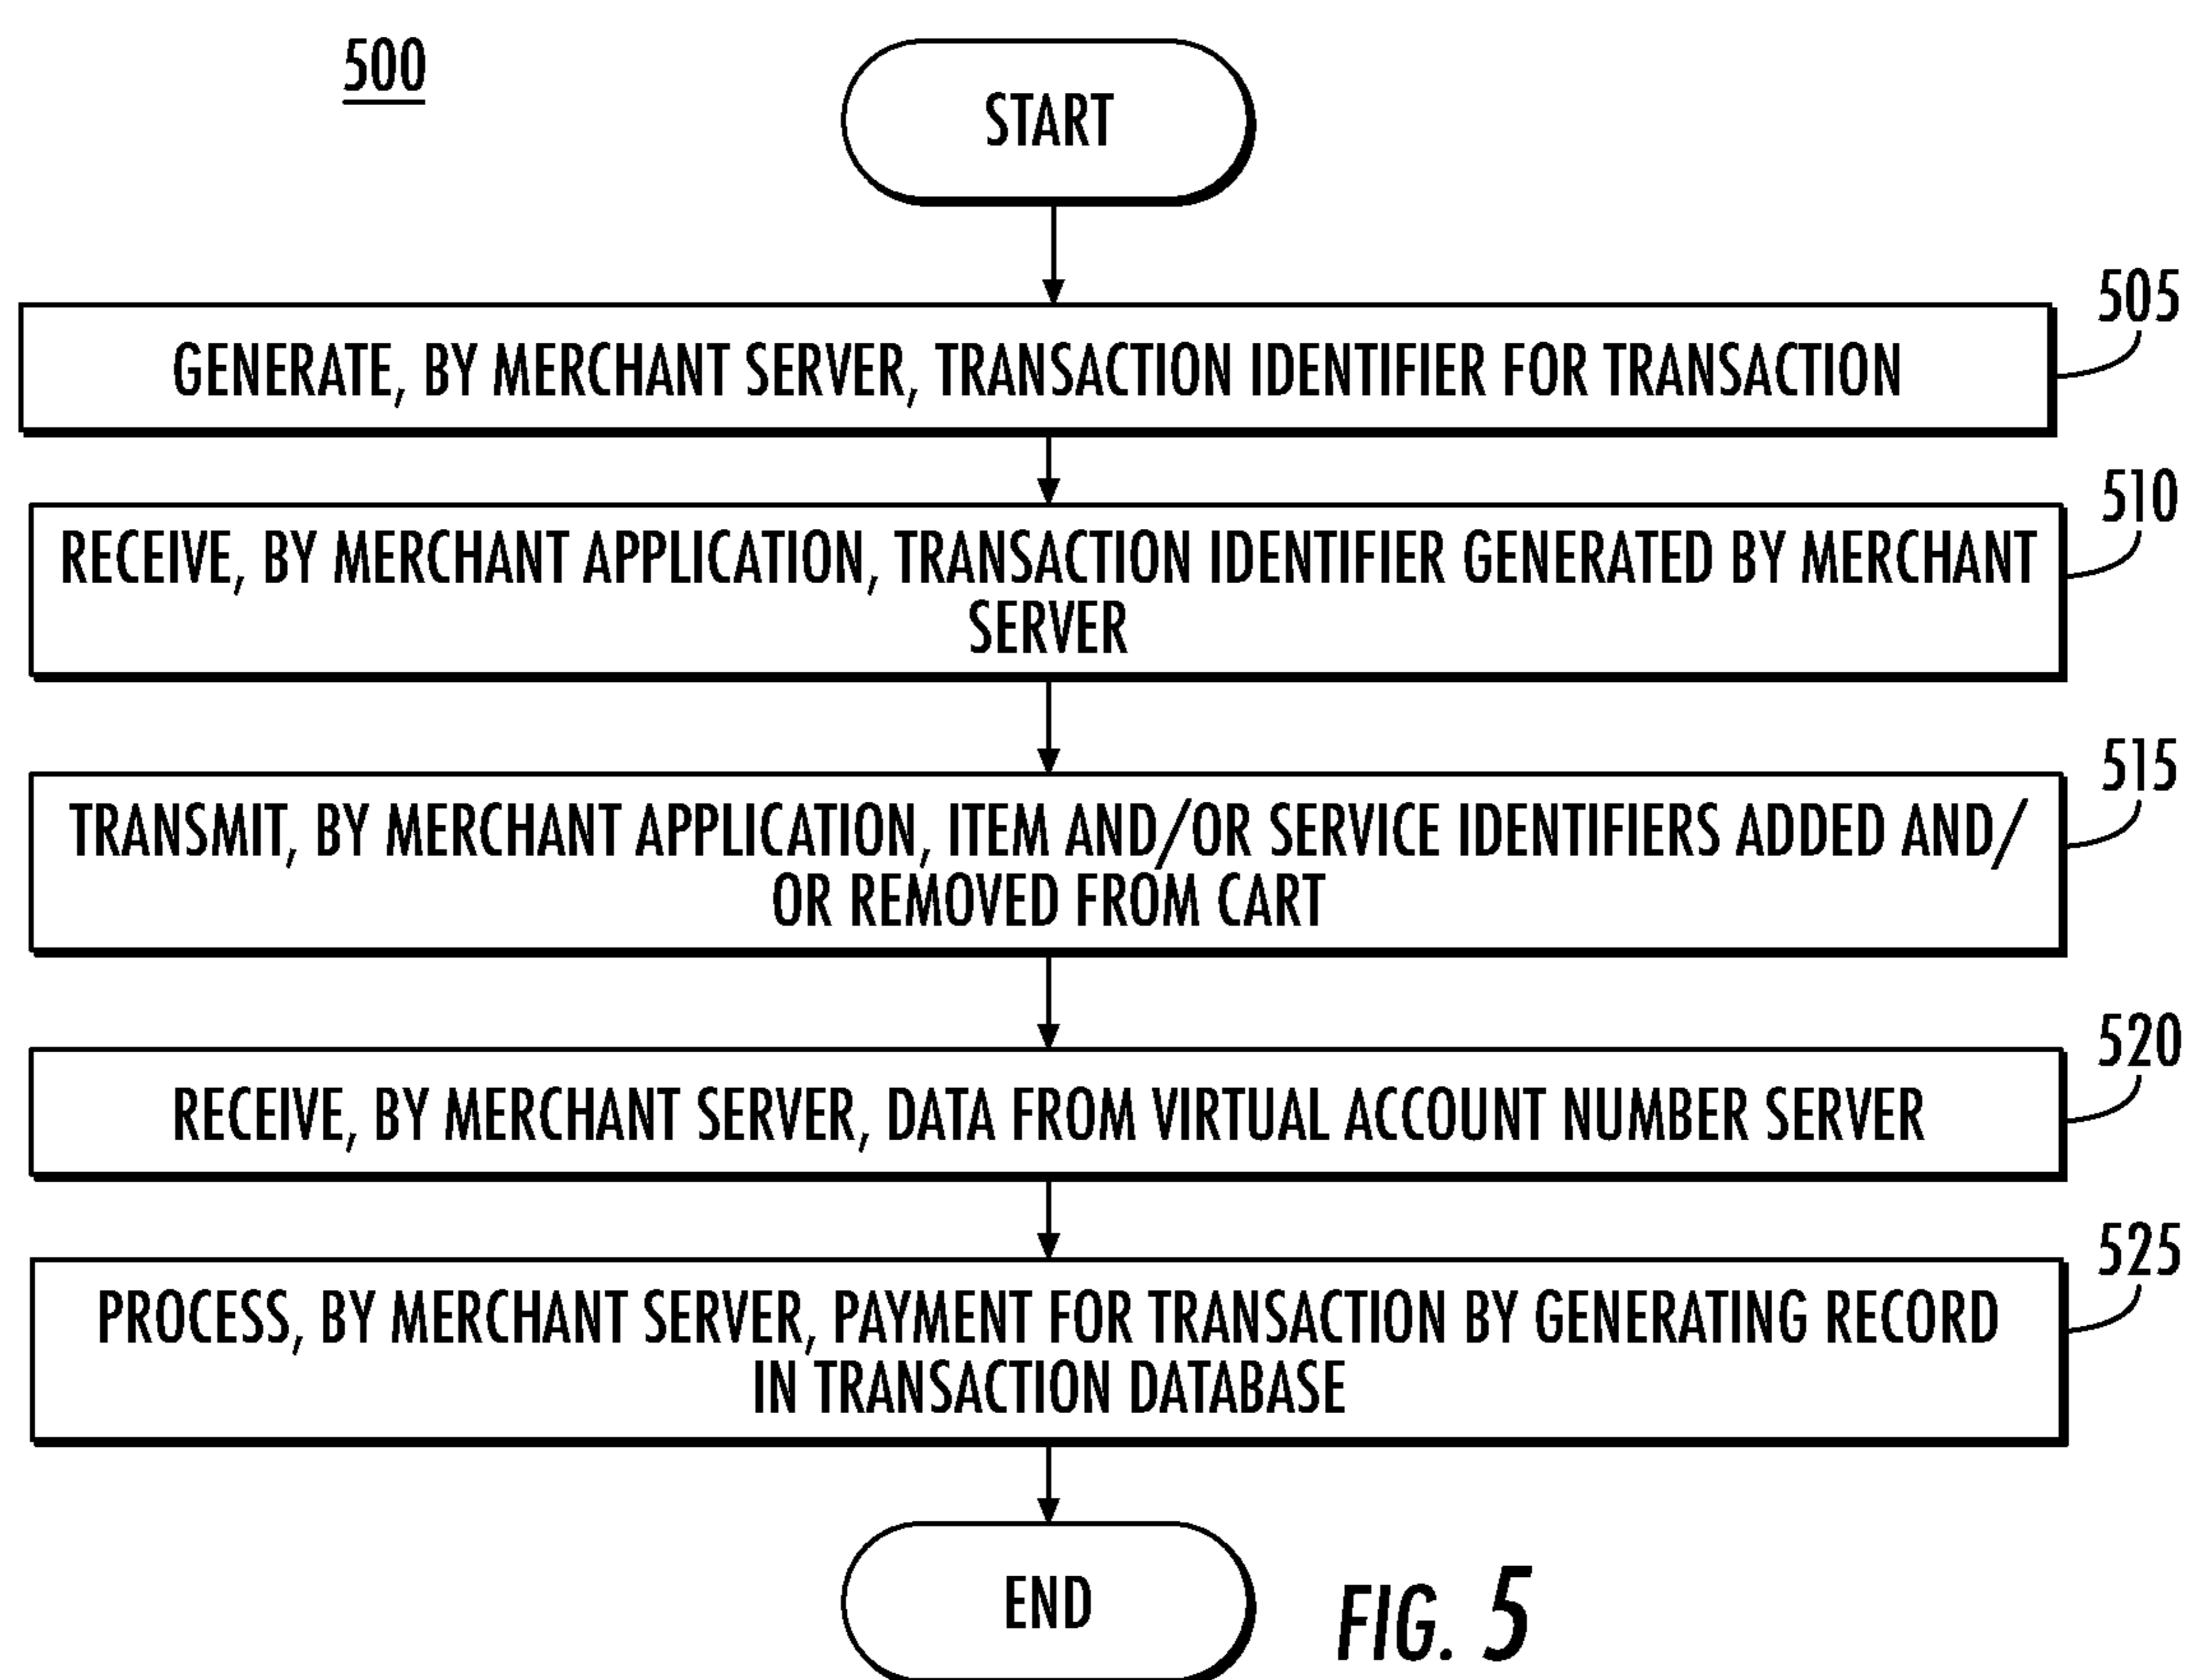 500
START
505
GENERATE, BY MERCHANT SERVER, TRANSACTION IDENTIFIER FOR TRANSACTION
510
RECEIVE, BY MERCHANT APPLICATION, TRANSACTION IDENTIFIER GENERATED BY MERCHANT
SERVER
515
TRANSMIT, BY MERCHANT APPLICATION, ITEM AND/OR SERVICE IDENTIFIERS ADDED AND/
OR REMOVED FROM CART
520
RECEIVE, BY MERCHANT SERVER, DATA FROM VIRTUAL ACCOUNT NUMBER SERVER
525
PROCESS, BY MERCHANT SERVER, PAYMENT FOR TRANSACTION BY GENERATING RECORD
IN TRANSACTION DATABASE
END
FIG. 5